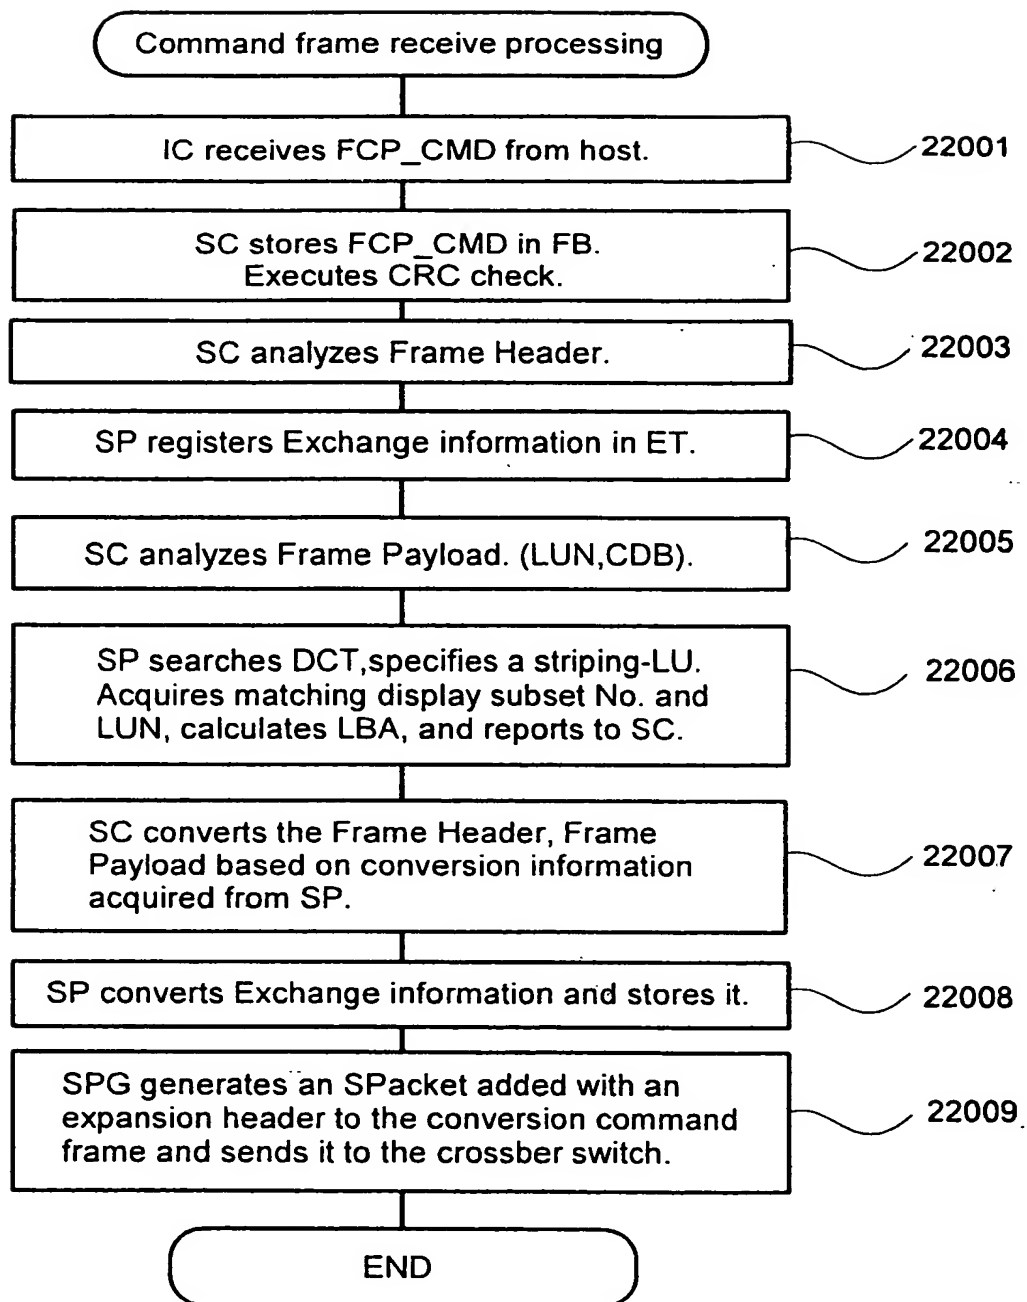 Command frame receive processing
IC receives FCP_CMD from host.
22001
SC stores FCP_CMD in FB.
Executes CRC check.
22002
SC analyzes Frame Header.
22003
SP registers Exchange information in ET.
22004
SC analyzes Frame Payload. (LUN,CDB).
22005
SP searches DCT,specifies a striping-LU.
Acquires matching display subset No. and
LUN, calculates LBA, and reports to SC.
22006
SC converts the Frame Header, Frame
Payload based on conversion information
acquired from SP.
22007
SP converts Exchange information and stores it.
22008
SPG generates an SPacket added with an
expansion header to the conversion command
frame and sends it to the crossber switch.
22009
END